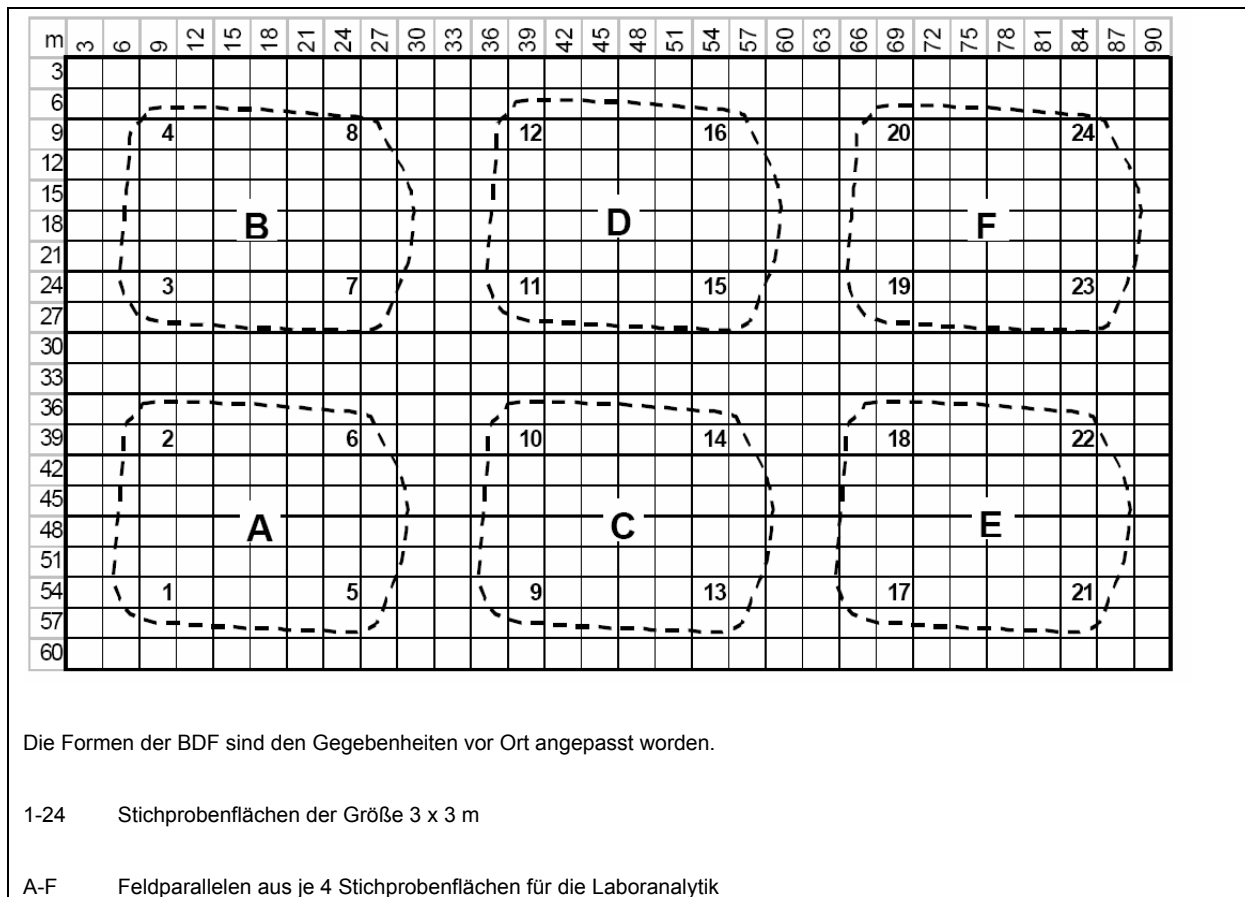 m 3 6 9 12 15 18 21 24 27 30 33 36 39 42 45 48 51 54 57 60 63 66 69 72 75 78 81 84 87 90
3
6
9 4 8 12 16 20 24
12
15
18 B D F
21
24 3 7 11 15 19 23
27
30
33
36
39 2 6 10 14 18 22
42
45
48 A C E
51
54 1 5 9 13 17 21
57
60
Die Formen der BDF sind den Gegebenheiten vor Ort angepasst worden.
1-24 Stichprobenflächen der Größe 3 x 3 m
A-F Feldparallelen aus je 4 Stichprobenflächen für die Laboranalytik